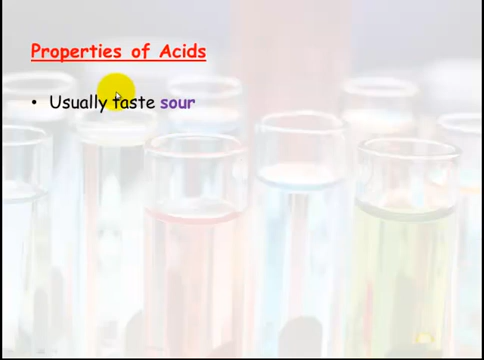 Properties of Acids
• Usually taste sour